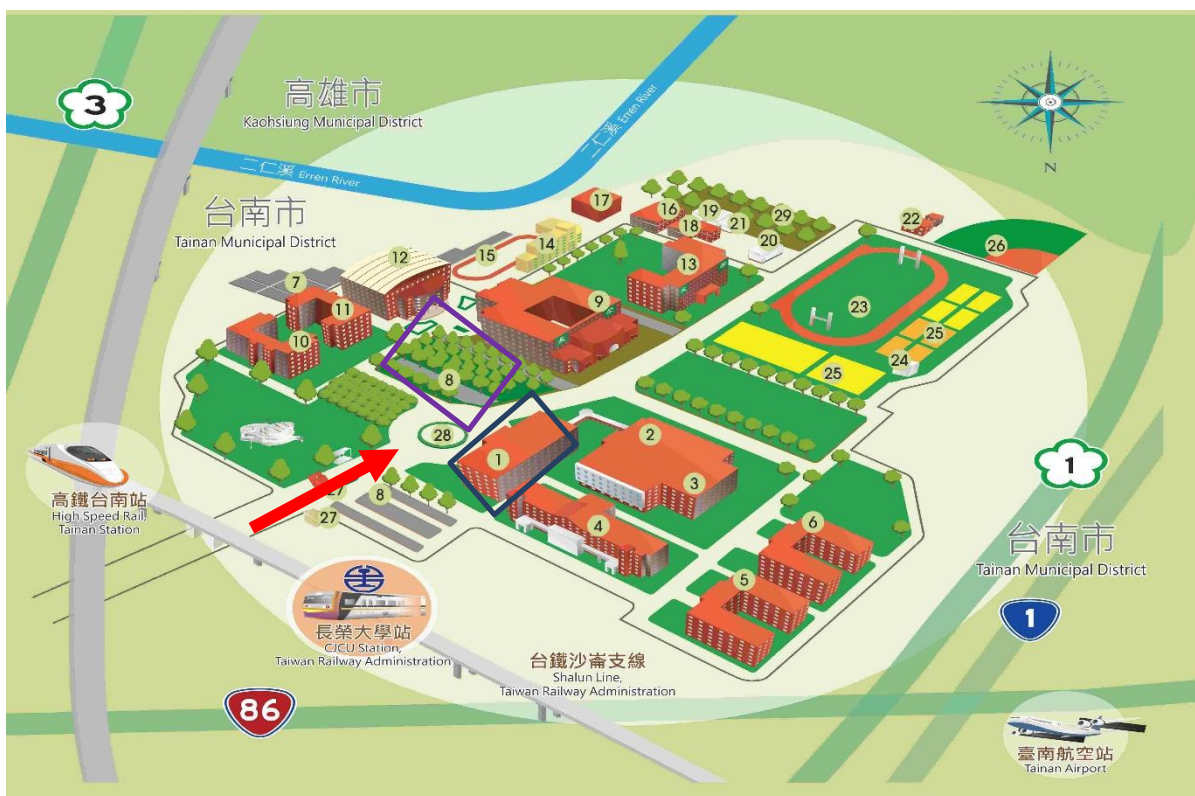 3
高雄市
Kaohsiung Municipal District
二仁溪 Erren River
二仁溪 Erren River
N
台南市
Tainan Municipal District
17
16
19
18
21
29
20
22
26
7
12
15
14
13
11
10
9
23
25
24
25
8
28
1
2
3
4
27
8
27
6
5
高鐵台南站
High Speed Rail,
Tainan Station
1
台南市
Tainan Municipal District
1
長榮大學站
CJCU Station,
Taiwan Railway Administration
台鐵沙崙支線
Shalun Line,
Taiwan Railway Administration
86
臺南航空站
Tainan Airport